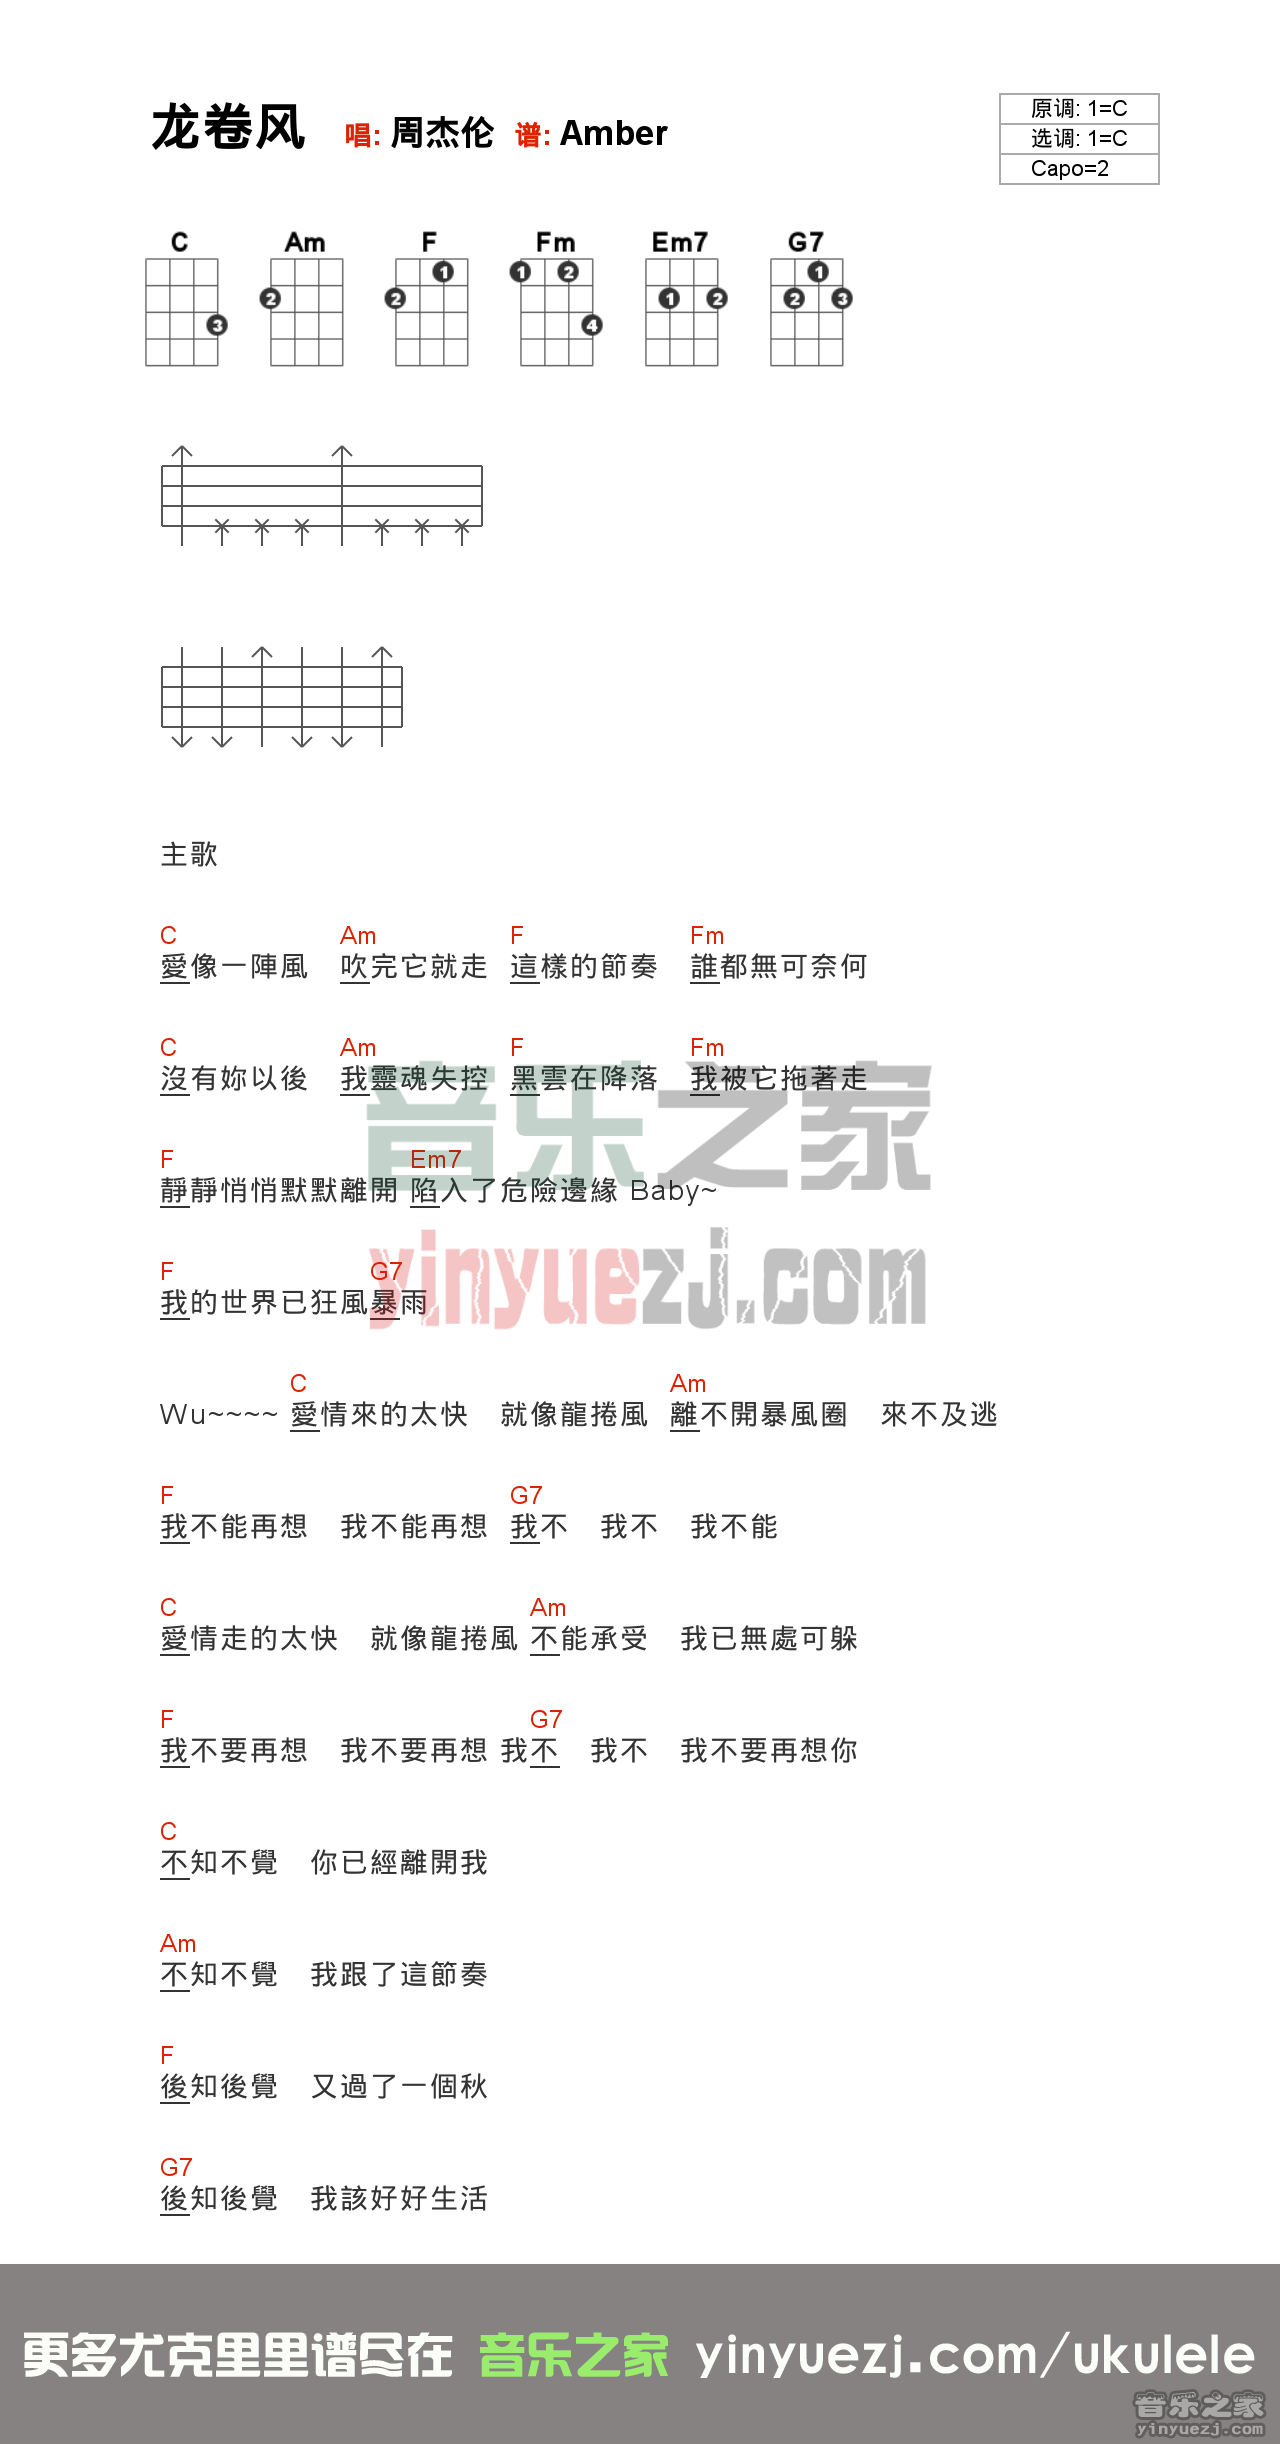 龙卷风 唱: 周杰伦 谱: Amber
原调: 1=C
选调: 1=C
Capo=2
C Am F Fm Em7 G7
3 2 1 2 1 2 4 1 2 1 2 3
主歌
C Am F Fm
愛像一陣風 吹完它就走 這樣的節奏 誰都無可奈何
C Am F Fm
沒有妳以後 我靈魂失控 黑雲在降落 我被它拖著走
F Em7
靜靜悄悄默默離開 陷入了危險邊緣 Baby~
F G7
我的世界已狂風暴雨
C Am
Wu~~~~ 愛情來的太快 就像龍捲風 離不開暴風圈 來不及逃
F G7
我不能再想 我不能再想 我不 我不 我不能
C Am
愛情走的太快 就像龍捲風 不能承受 我已無處可躲
F G7
我不要再想 我不要再想 我不 我不 我不要再想你
C
不知不覺 你已經離開我
Am
不知不覺 我跟了這節奏
F
後知後覺 又過了一個秋
G7
後知後覺 我該好好生活
音乐之家
yinyuezj.com
更多尤克里里谱尽在 音乐之家 yinyuezj.com/ukulele
音乐之家
yinyuezj.com